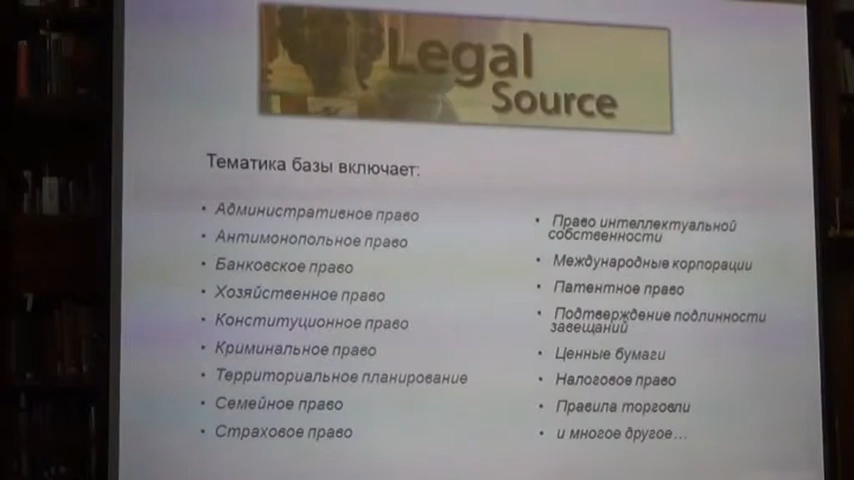 Legal
Source
Тематика базы включает:
• Административное право
• Антимонопольное право
• Банковское право
• Хозяйственное право
• Конституционное право
• Криминальное право
• Территориальное планирование
• Семейное право
• Страховое право
• Право интеллектуальной
собственности
• Международные корпорации
• Патентное право
• Подтверждение подлинности
завещаний
• Ценные бумаги
• Налоговое право
• Правила торговли
• и многое другое…